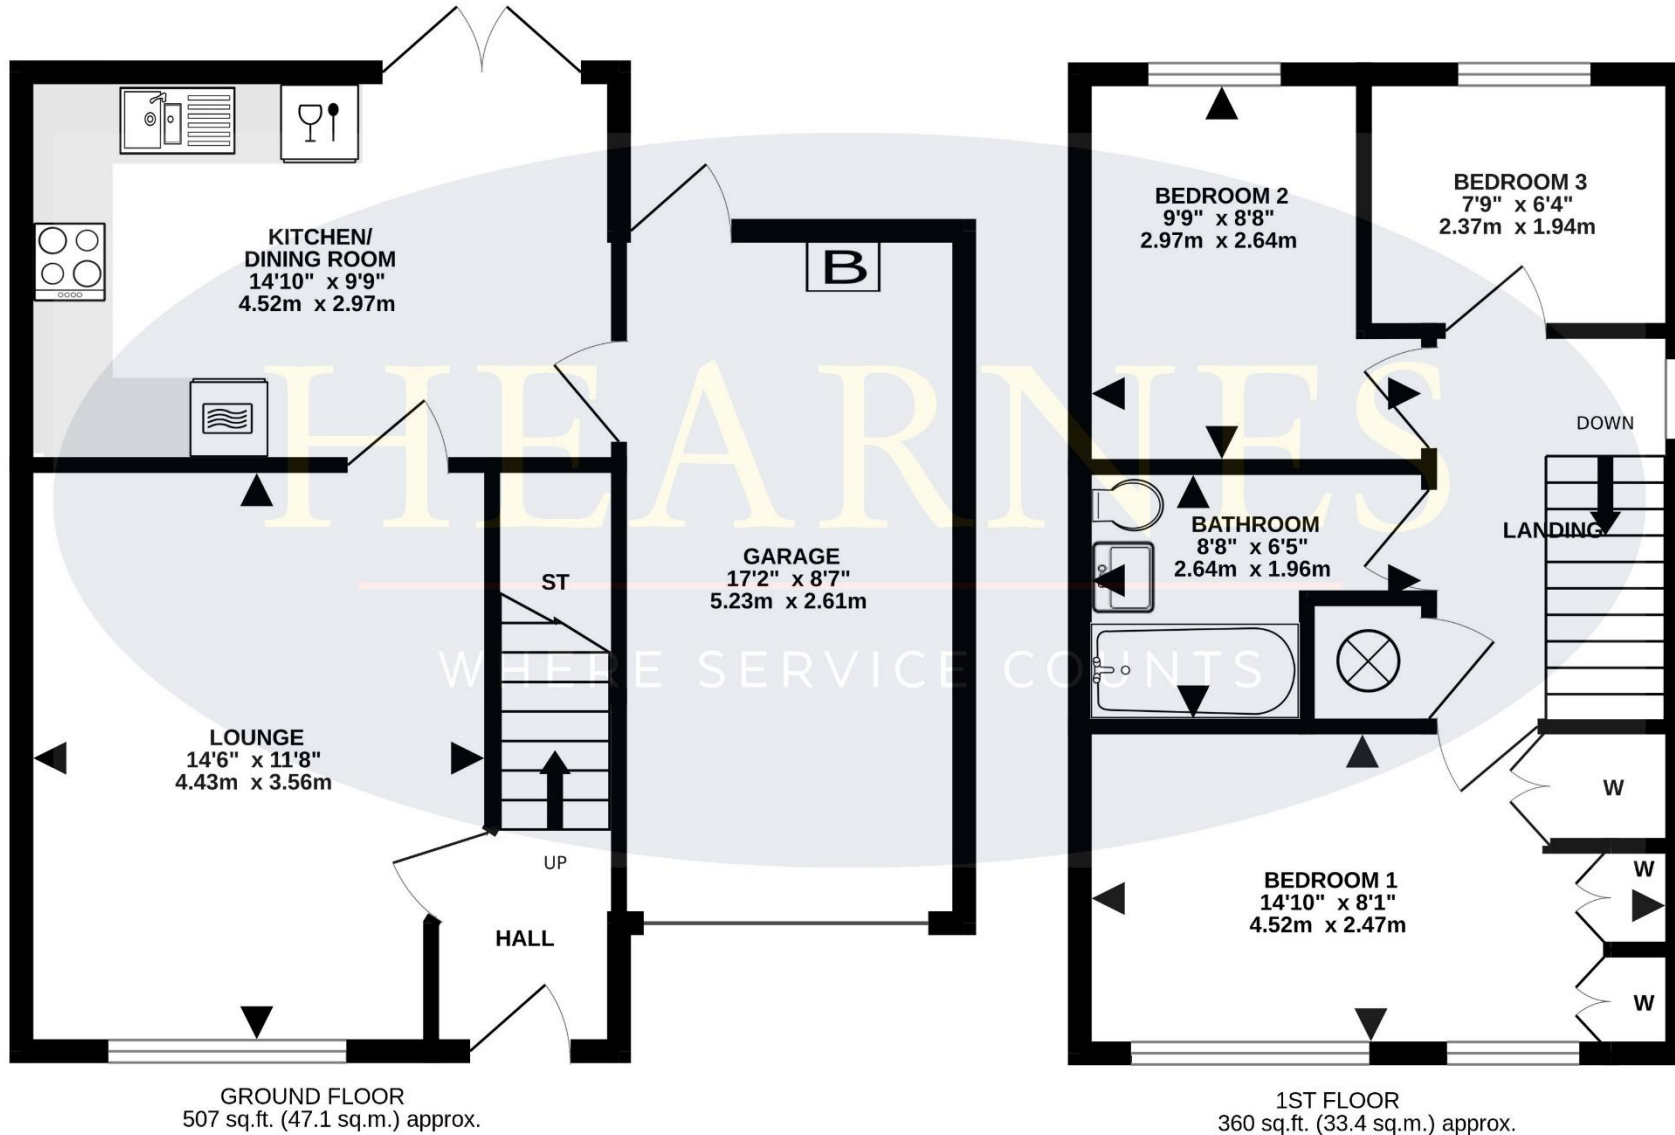 KITCHEN/
DINING ROOM
14'10" x 9'9"
4.52m x 2.97m
B
HEARNES
WHERE SERVICE COUNTS
ST
GARAGE
17'2" x 8'7"
5.23m x 2.61m
LOUNGE
14'6" x 11'8"
4.43m x 3.56m
UP
HALL
GROUND FLOOR
507 sq.ft. (47.1 sq.m.) approx.
BEDROOM 2
9'9" x 8'8"
2.97m x 2.64m
BEDROOM 3
7'9" x 6'4"
2.37m x 1.94m
DOWN
LANDING
BATHROOM
8'8" x 6'5"
2.64m x 1.96m
W
W
BEDROOM 1
14'10" x 8'1"
4.52m x 2.47m
W
1ST FLOOR
360 sq.ft. (33.4 sq.m.) approx.